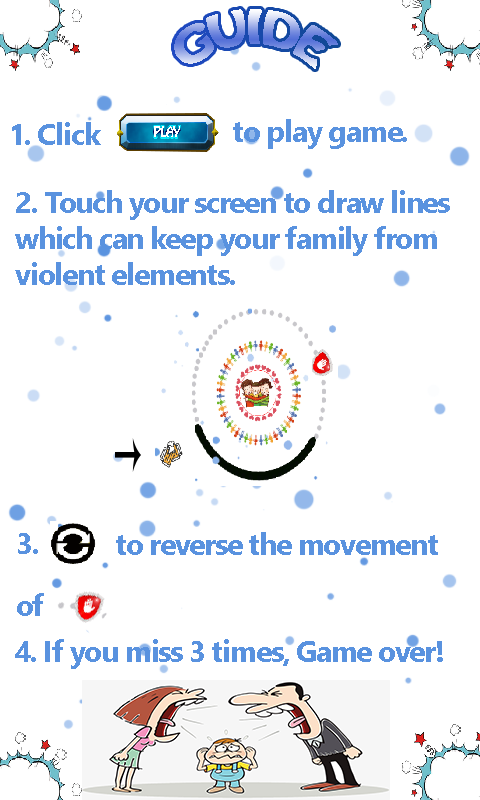 GUIDE
1. Click PLAY to play game.
2. Touch your screen to draw lines
which can keep your family from
violent elements.
3. to reverse the movement
of
4. If you miss 3 times, Game over!